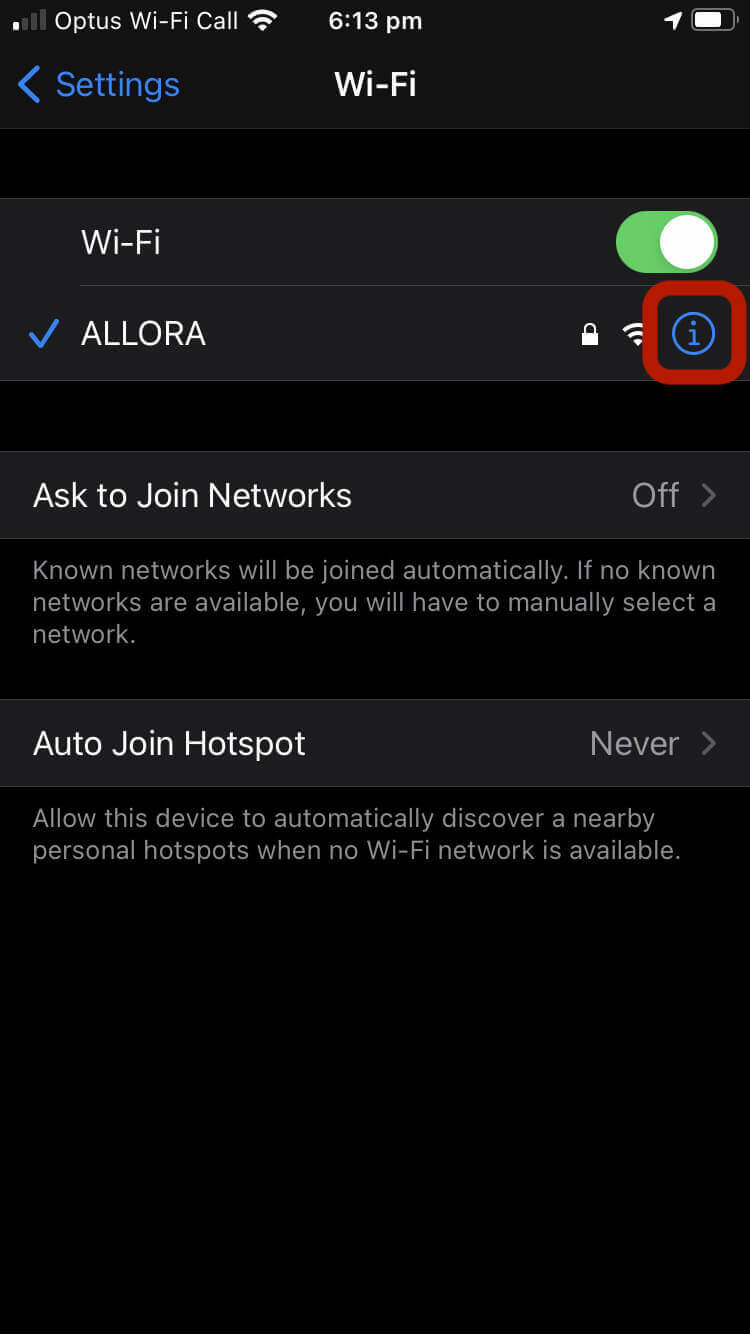 Optus Wi-Fi Call 6:13 pm
Settings Wi-Fi
Wi-Fi
ALLORA
Ask to Join Networks Off
Known networks will be joined automatically. If no known
networks are available, you will have to manually select a
network.
Auto Join Hotspot Never
Allow this device to automatically discover a nearby
personal hotspots when no Wi-Fi network is available.